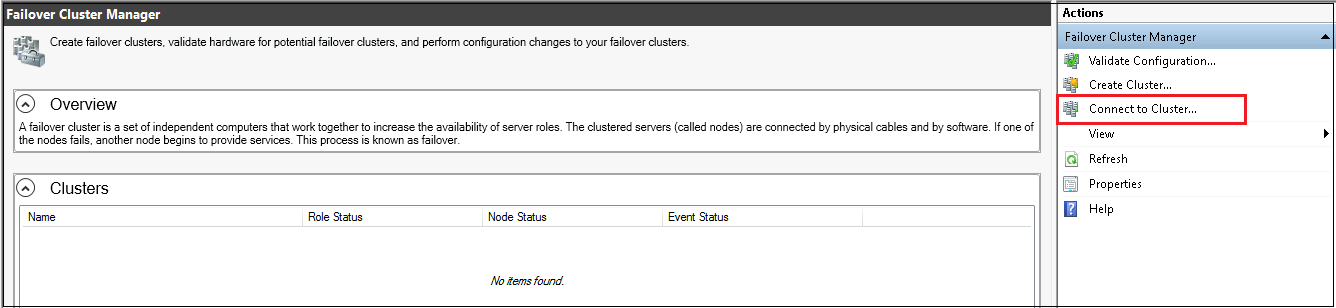 Failover Cluster Manager
Create failover clusters, validate hardware for potential failover clusters, and perform configuration changes to your failover clusters.
Overview
A failover cluster is a set of independent computers that work together to increase the availability of server roles. The clustered servers (called nodes) are connected by physical cables and by software. If one of
the nodes fails, another node begins to provide services. This process is known as failover.
Clusters
Name Role Status Node Status Event Status
No items found.
Actions
Failover Cluster Manager
Validate Configuration...
Create Cluster...
Connect to Cluster...
View
Refresh
Properties
Help